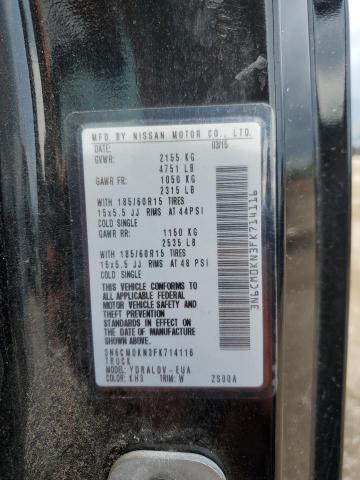 MFG. BY NISSAN MOTOR CO., LTD.
DATE: 03/15
GVWR: 2155 KG
4751 LB
GAWR FR: 1050 KG
2315 LB
WITH 185/60R15 TIRES
15x5.5 JJ RIMS AT 44PSI
COLD SINGLE
GAWR RR: 1150 KG
2535 LB
WITH 185/60R15 TIRES
15x5.5 JJ RIMS AT 48 PSI
COLD SINGLE
THIS VEHICLE CONFORMS TO
ALL APPLICABLE FEDERAL
MOTOR VEHICLE SAFETY AND
THEFT PREVENTION
STANDARDS IN EFFECT ON
THE DATE OF MANUFACTURE
SHOWN ABOVE.
3N6CM0KN3FK714116
TRUCK
MODEL: YDRALDV-EUA
COLOR: KH3 TRIM: W 2S00A
3N6CM0KN3FK714116